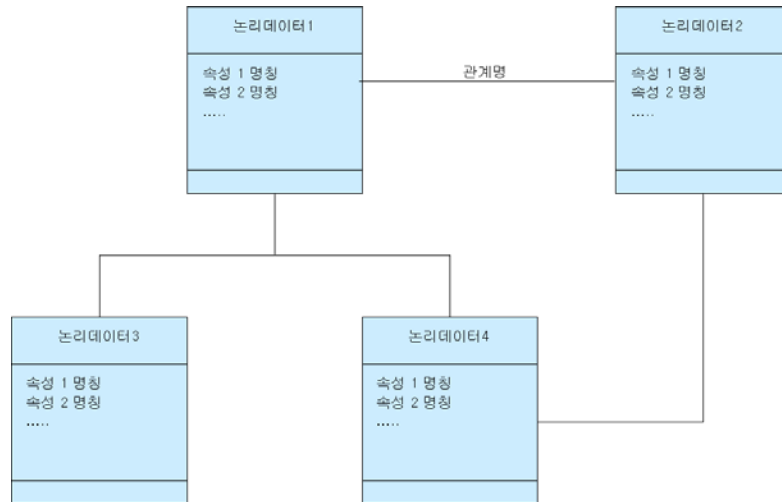 논리데이터1
속성 1 명칭
속성 2 명칭
.....
관계명
논리데이터2
속성 1 명칭
속성 2 명칭
.....
논리데이터3
속성 1 명칭
속성 2 명칭
.....
논리데이터4
속성 1 명칭
속성 2 명칭
.....